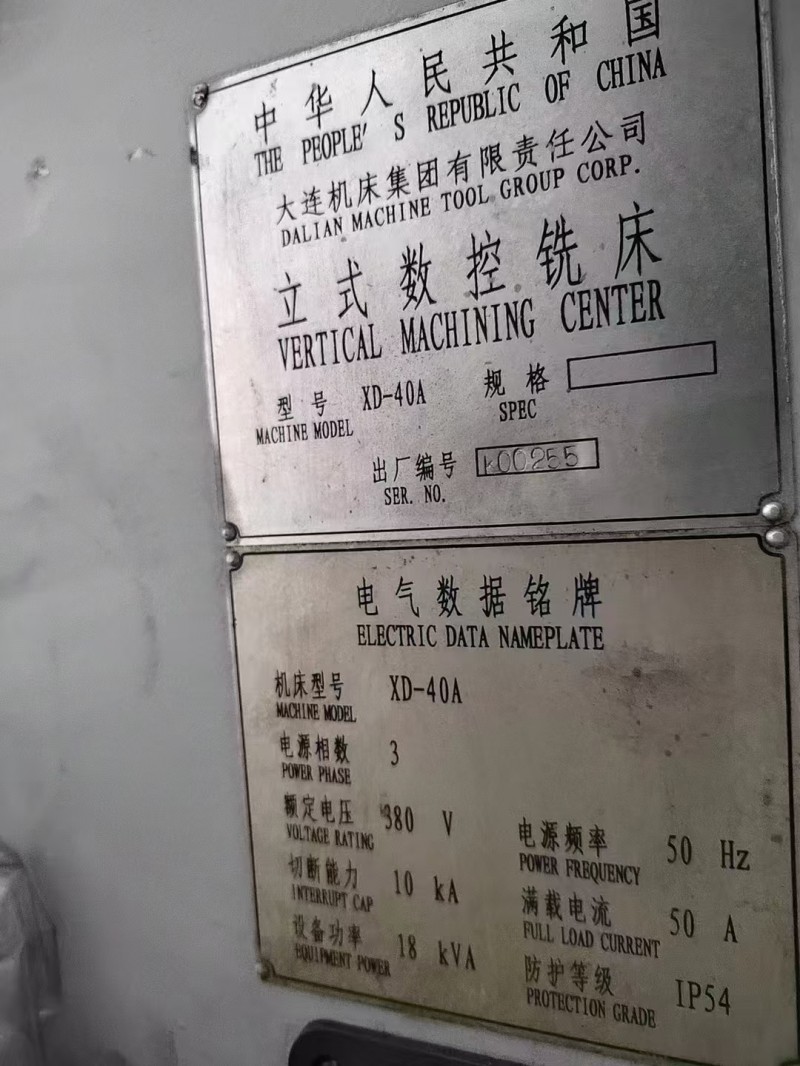 中华人民共和国
THE PEOPLE' S REPUBLIC OF CHINA
大连机床集团有限责任公司
DALIAN MACHINE TOOL GROUP CORP.
立式数控铣床
VERTICAL MACHINING CENTER
型号 XD-40A 规格
MACHINE MODEL SPEC
出厂编号 K00255
SER. NO.
电气数据铭牌
ELECTRIC DATA NAMEPLATE
机床型号 XD-40A
MACHINE MODEL
电源相数 3
POWER PHASE
额定电压 380 V 电源频率 50 Hz
VOLTAGE RATING POWER FREQUENCY
切断能力 10 kA 满载电流 50 A
INTERRUPT CAP FULL LOAD CURRENT
设备功率 18 kVA 防护等级 IP54
EQUIPMENT POWER PROTECTION GRADE